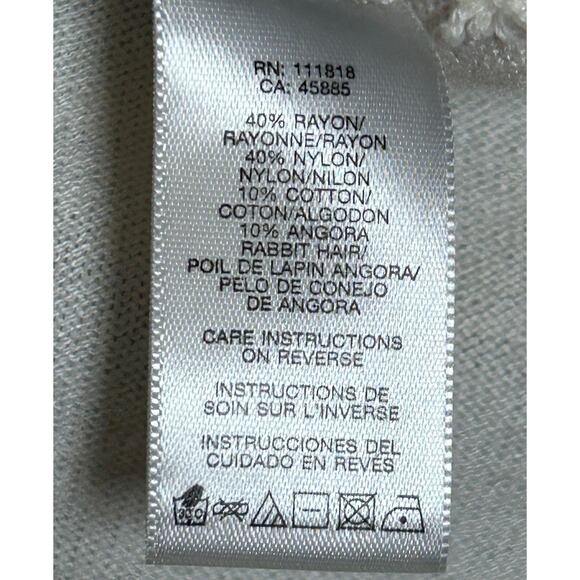 RN: 111818
CA: 45885
40% RAYON/
RAYONNE/RAYON
40% NYLON/
NYLON/NILON
10% COTTON/
COTON/ALGODON
10% ANGORA
RABBIT HAIR/
POIL DE LAPIN ANGORA/
PELO DE CONEJO
DE ANGORA
CARE INSTRUCTIONS
ON REVERSE
INSTRUCTIONS DE
SOIN SUR L'INVERSE
INSTRUCCIONES DEL
CUIDADO EN REVÉS